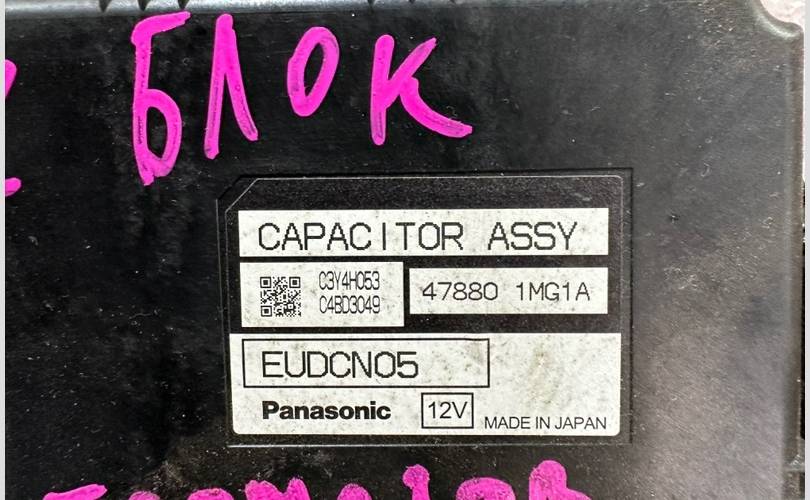 БЛОК
CAPACITOR ASSY
C3Y4H053
C4BD3049
47880 1MG1A
EUDCN05
Panasonic 12V MADE IN JAPAN